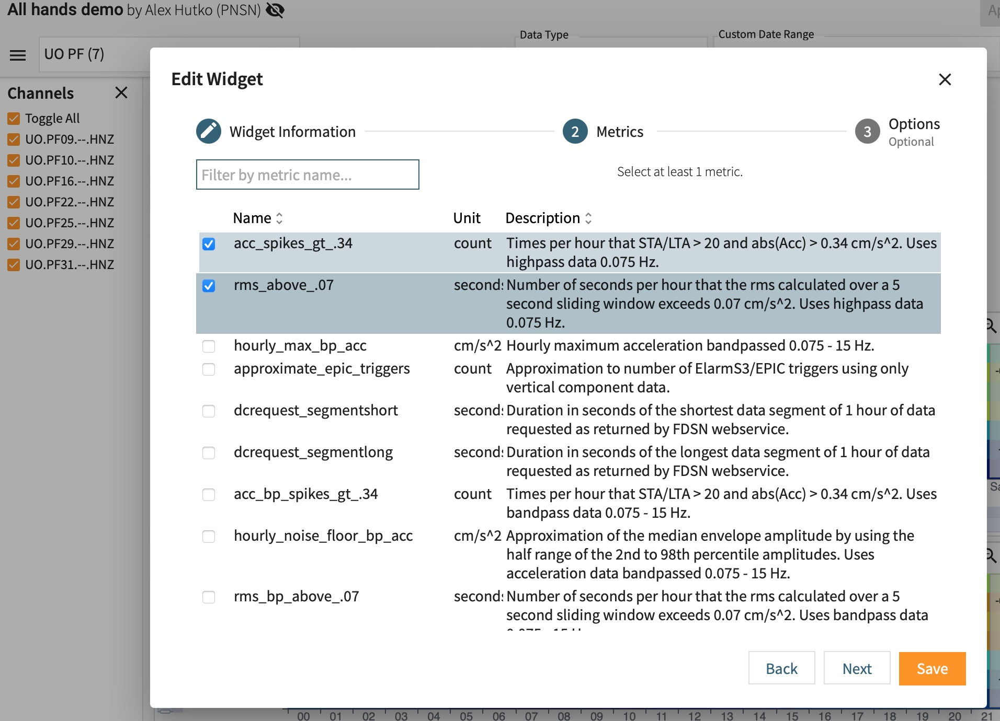 All hands demo by Alex Hutko (PNSN)
Data Type
Custom Date Range
UO PF (7)
Channels
Toggle All
UO.PF09.--.HNZ
UO.PF10.--.HNZ
UO.PF16.--.HNZ
UO.PF22.--.HNZ
UO.PF25.--.HNZ
UO.PF29.--.HNZ
UO.PF31.--.HNZ
Edit Widget
Widget Information
2 Metrics
3 Options
Optional
Filter by metric name...
Select at least 1 metric.
Name Unit Description
acc_spikes_gt_.34 count Times per hour that STA/LTA > 20 and abs(Acc) > 0.34 cm/s^2. Uses
highpass data 0.075 Hz.
rms_above_.07 seconds Number of seconds per hour that the rms calculated over a 5
second sliding window exceeds 0.07 cm/s^2. Uses highpass data
0.075 Hz.
hourly_max_bp_acc cm/s^2 Hourly maximum acceleration bandpassed 0.075 - 15 Hz.
approximate_epic_triggers count Approximation to number of ElarmS3/EPIC triggers using only
vertical component data.
dcrequest_segmentshort seconds Duration in seconds of the shortest data segment of 1 hour of data
requested as returned by FDSN webservice.
dcrequest_segmentlong seconds Duration in seconds of the longest data segment of 1 hour of data
requested as returned by FDSN webservice.
acc_bp_spikes_gt_.34 count Times per hour that STA/LTA > 20 and abs(Acc) > 0.34 cm/s^2. Uses
bandpass data 0.075 - 15 Hz.
hourly_noise_floor_bp_acc cm/s^2 Approximation of the median envelope amplitude by using the
half range of the 2nd to 98th percentile amplitudes. Uses
acceleration data bandpassed 0.075 - 15 Hz.
rms_bp_above_.07 seconds Number of seconds per hour that the rms calculated over a 5
second sliding window exceeds 0.07 cm/s^2. Uses bandpass data
Back Next Save
00 01 02 03 04 05 06 07 08 09 10 11 12 13 14 15 16 17 18 19 20 21